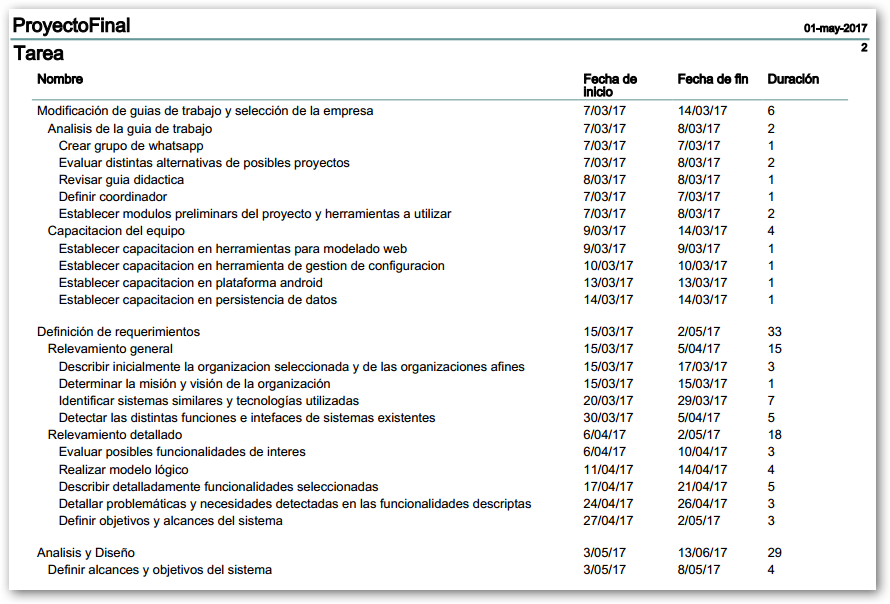 ProyectoFinal
01-may-2017
Tarea
2
Nombre Fecha de inicio Fecha de fin Duración
Modificación de guias de trabajo y selección de la empresa 7/03/17 14/03/17 6
Analisis de la guia de trabajo 7/03/17 8/03/17 2
Crear grupo de whatsapp 7/03/17 7/03/17 1
Evaluar distintas alternativas de posibles proyectos 7/03/17 8/03/17 2
Revisar guia didactica 8/03/17 8/03/17 1
Definir coordinador 7/03/17 7/03/17 1
Establecer modulos preliminars del proyecto y herramientas a utilizar 7/03/17 8/03/17 2
Capacitacion del equipo 9/03/17 14/03/17 4
Establecer capacitacion en herramientas para modelado web 9/03/17 9/03/17 1
Establecer capacitacion en herramienta de gestion de configuracion 10/03/17 10/03/17 1
Establecer capacitacion en plataforma android 13/03/17 13/03/17 1
Establecer capacitacion en persistencia de datos 14/03/17 14/03/17 1
Definición de requerimientos 15/03/17 2/05/17 33
Relevamiento general 15/03/17 5/04/17 15
Describir inicialmente la organizacion seleccionada y de las organizaciones afines 15/03/17 17/03/17 3
Determinar la misión y visión de la organización 15/03/17 15/03/17 1
Identificar sistemas similares y tecnologías utilizadas 20/03/17 29/03/17 7
Detectar las distintas funciones e intefaces de sistemas existentes 30/03/17 5/04/17 5
Relevamiento detallado 6/04/17 2/05/17 18
Evaluar posibles funcionalidades de interes 6/04/17 10/04/17 3
Realizar modelo lógico 11/04/17 14/04/17 4
Describir detalladamente funcionalidades seleccionadas 17/04/17 21/04/17 5
Detallar problemáticas y necesidades detectadas en las funcionalidades descriptas 24/04/17 26/04/17 3
Definir objetivos y alcances del sistema 27/04/17 2/05/17 3
Analisis y Diseño 3/05/17 13/06/17 29
Definir alcances y objetivos del sistema 3/05/17 8/05/17 4